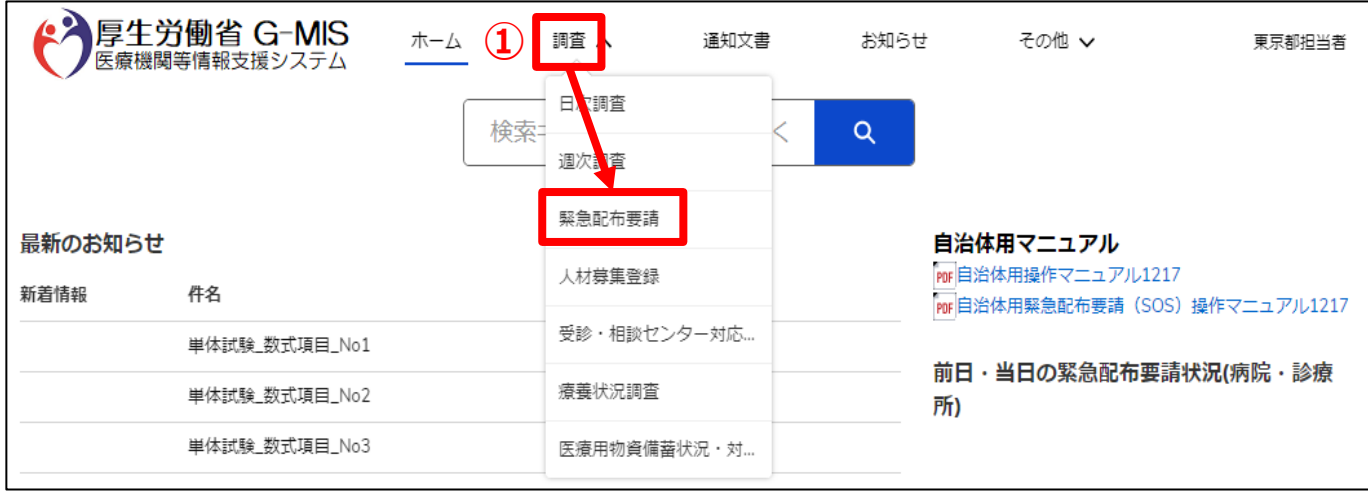 厚生労働省 G-MIS
医療機関等情報支援システム
ホーム
①
調査
通知文書
お知らせ
その他
東京都担当者
検索
く
日次調査
週次調査
緊急配布要請
人材募集登録
受診・相談センター対応...
療養状況調査
医療用物資備蓄状況・対...
最新のお知らせ
新着情報 件名
単体試験_数式項目_No1
単体試験_数式項目_No2
単体試験_数式項目_No3
自治体用マニュアル
PDF 自治体用操作マニュアル1217
PDF 自治体用緊急配布要請（SOS）操作マニュアル1217
前日・当日の緊急配布要請状況(病院・診療
所)